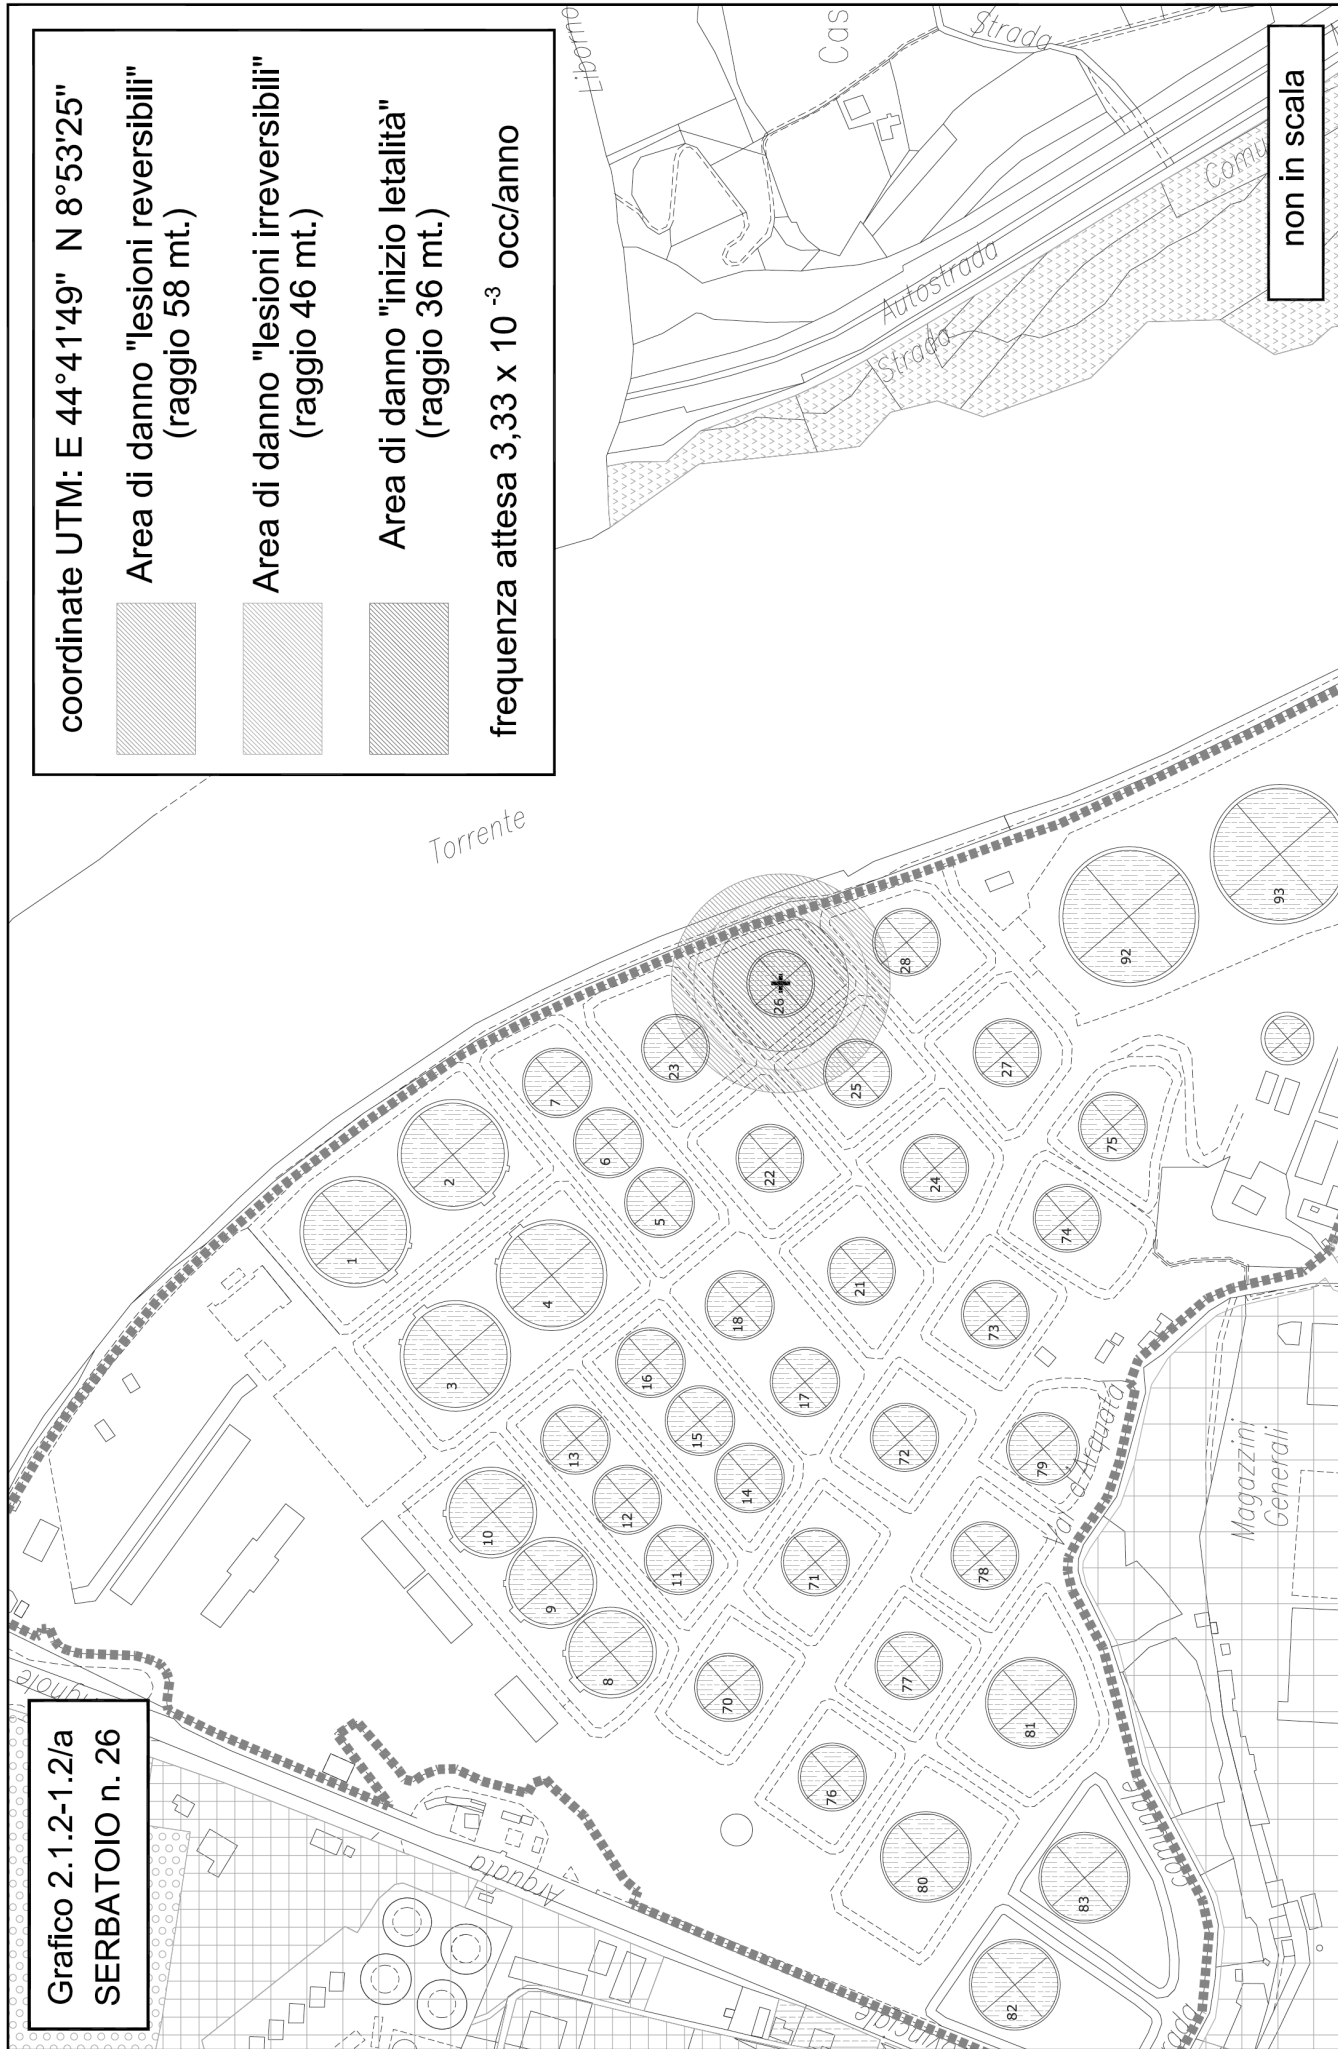 Grafico 2.1.2-1.2/a
SERBATOIO n. 26
coordinate UTM: E 44°41'49" N 8°53'25"
Area di danno "lesioni reversibili"
(raggio 58 mt.)
Area di danno "lesioni irreversibili"
(raggio 46 mt.)
Area di danno "inizio letalità"
(raggio 36 mt.)
frequenza attesa 3,33 x 10 -3 occ/anno
non in scala
Torrente
Autostrada
Strada
Strada
Cas
Arquata
Val d'Arquata
Magazzini
Generali
Comunale
1
2
3
4
5
6
7
8
9
10
11
12
13
14
15
16
17
18
21
22
23
24
25
26
27
28
70
71
72
73
74
75
76
77
78
79
80
81
82
83
92
93